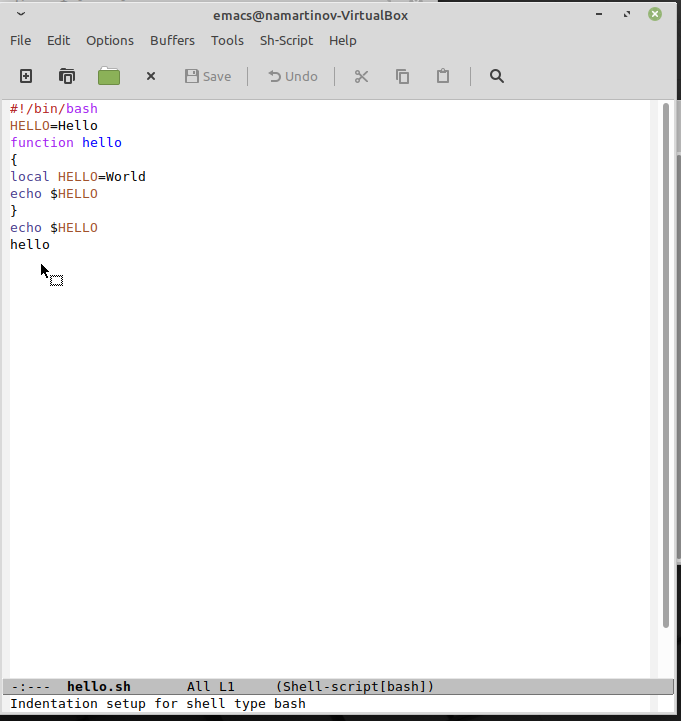 emacs@namartinov-VirtualBox
File Edit Options Buffers Tools Sh-Script Help
Save Undo
#!/bin/bash
HELLO=Hello
function hello
{
local HELLO=World
echo $HELLO
}
echo $HELLO
hello
-:--- hello.sh All L1 (Shell-script[bash])
Indentation setup for shell type bash